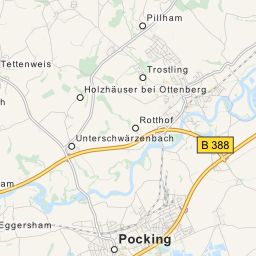 Pillham
Tettenweis
Trostling
Holzhäuser bei Ottenberg
Rotthof
Unterschwärzenbach
B 388
Eggersham
Pocking